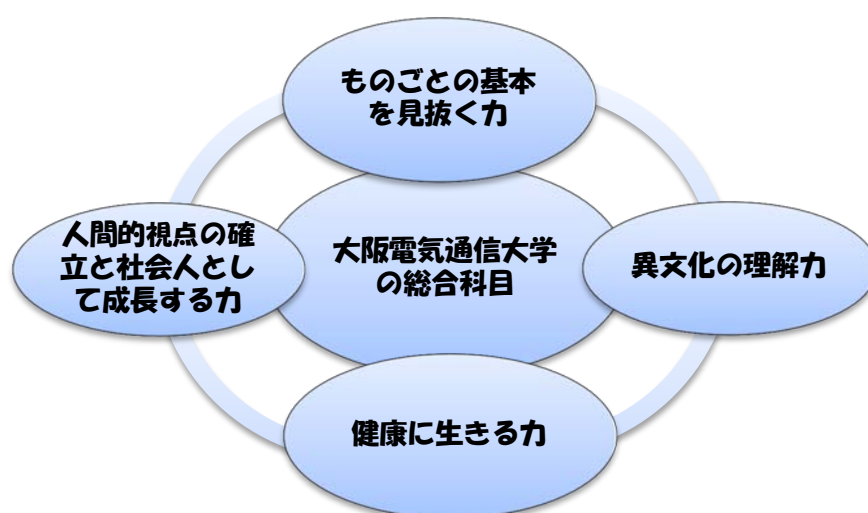 ものごとの基本
を見抜く力
人間的視点の確
立と社会人とし
て成長する力
大阪電気通信大学
の総合科目
異文化の理解力
健康に生きる力